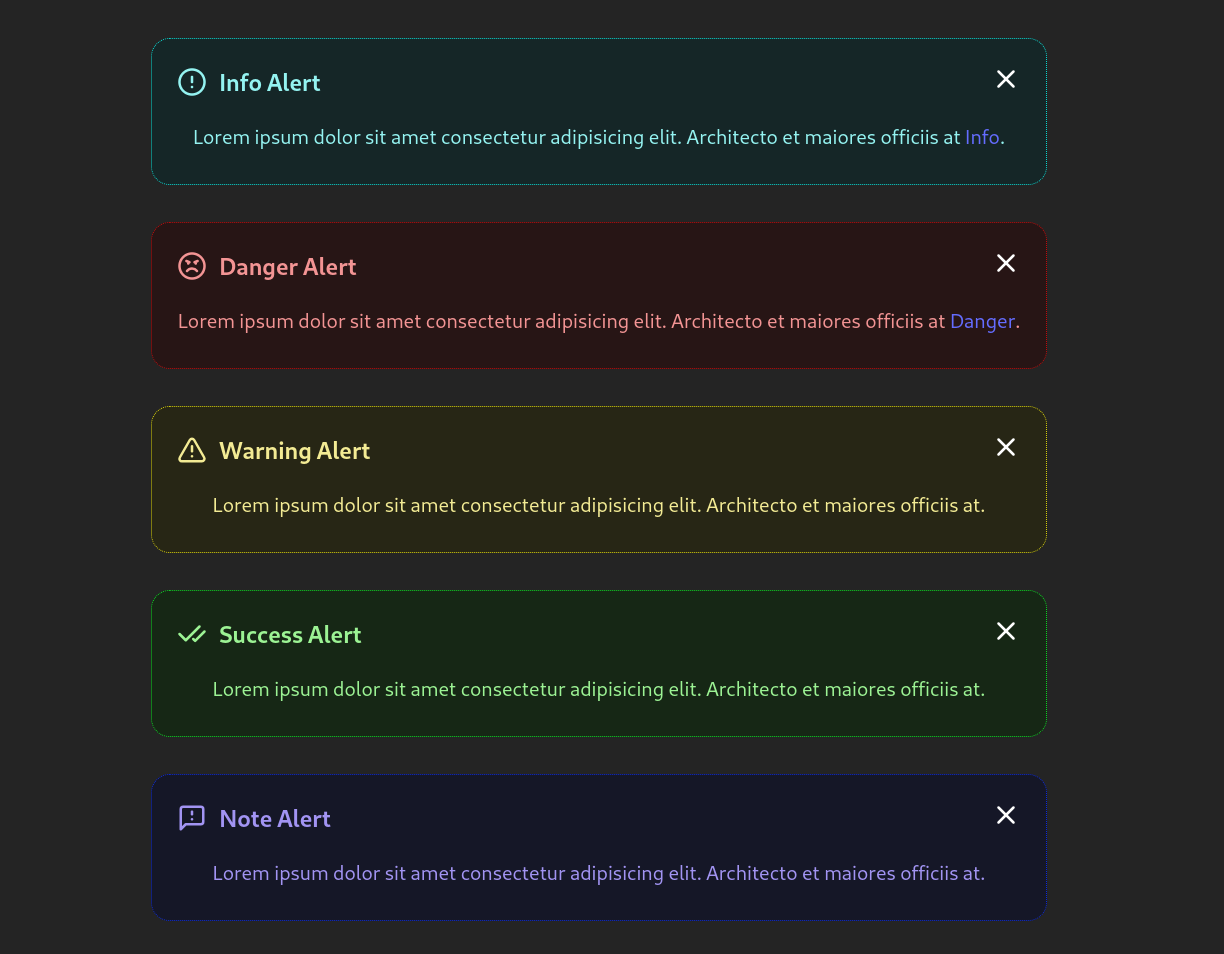 Info Alert
Lorem ipsum dolor sit amet consectetur adipisicing elit. Architecto et maiores officiis at Info.
Danger Alert
Lorem ipsum dolor sit amet consectetur adipisicing elit. Architecto et maiores officiis at Danger.
Warning Alert
Lorem ipsum dolor sit amet consectetur adipisicing elit. Architecto et maiores officiis at.
Success Alert
Lorem ipsum dolor sit amet consectetur adipisicing elit. Architecto et maiores officiis at.
Note Alert
Lorem ipsum dolor sit amet consectetur adipisicing elit. Architecto et maiores officiis at.